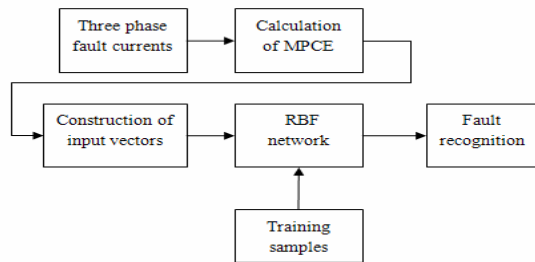 Three phase
fault currents
Calculation
of MPCE
Construction of
input vectors
RBF
network
Fault
recognition
Training
samples